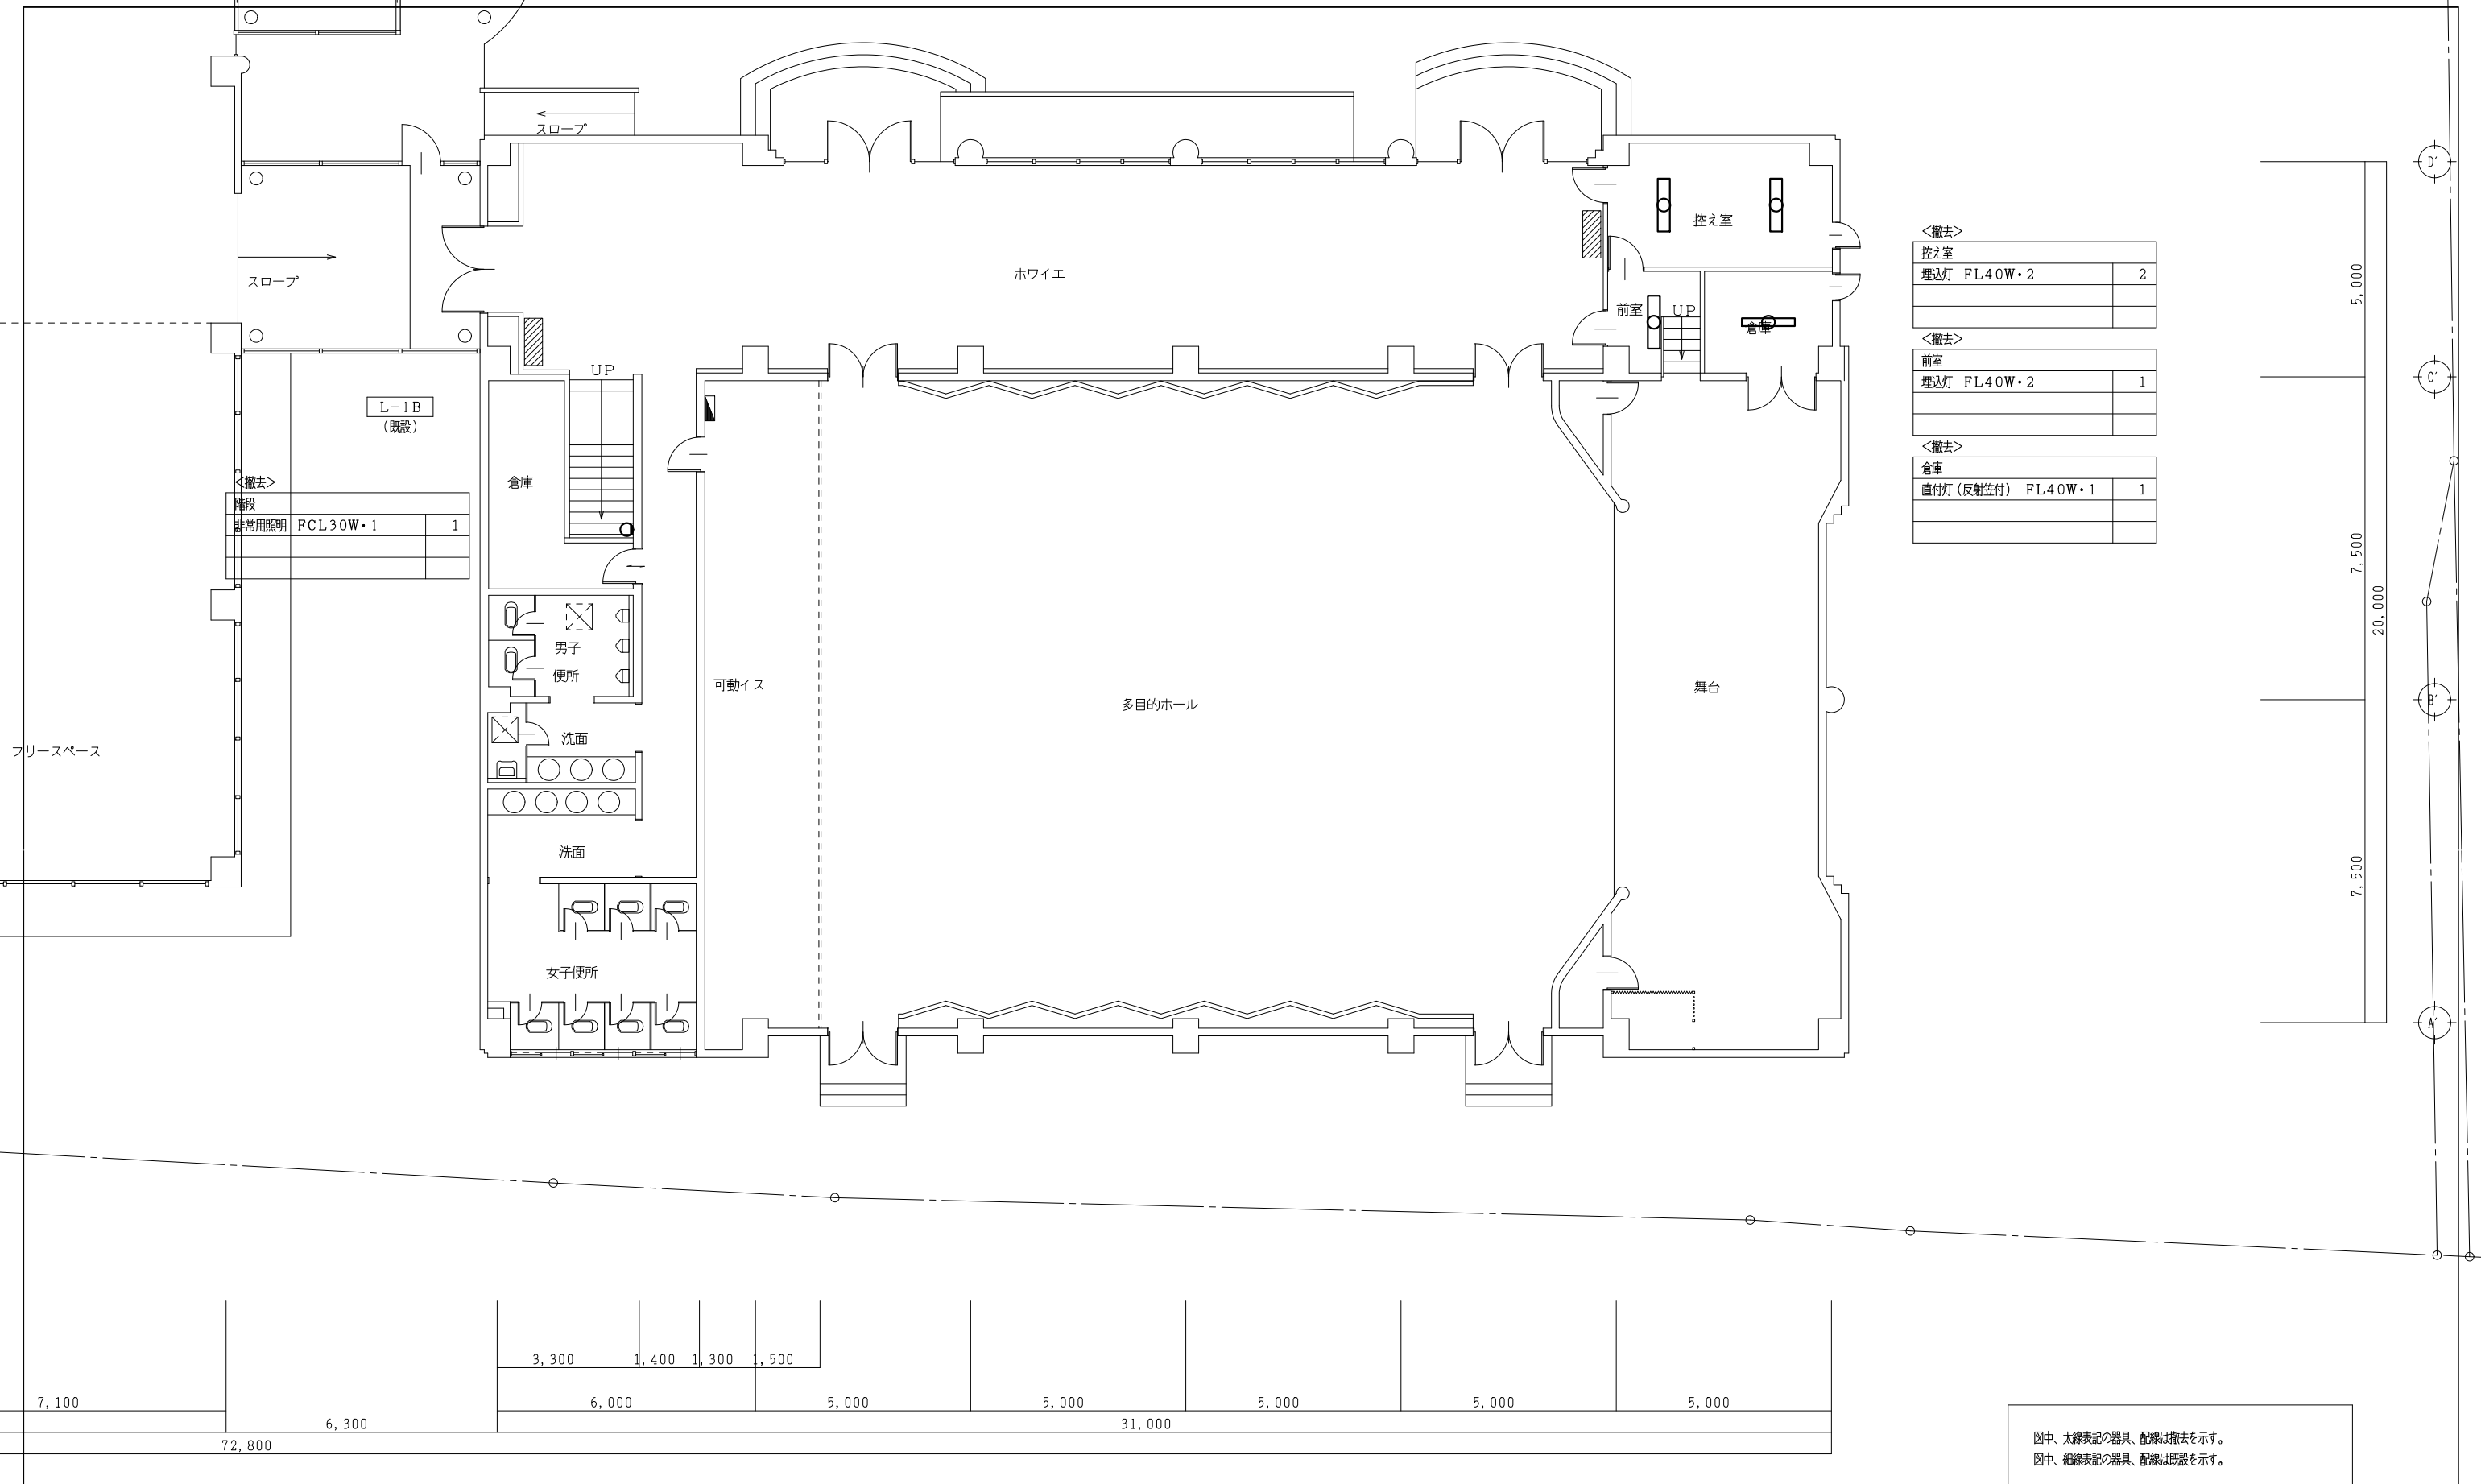 スロープ
D'
控え室
＜撤去＞
控え室
埋込灯　FL40W・2　2
ホワイエ
スロープ
5,000
前室
UP
倉庫
＜撤去＞
前室
埋込灯　FL40W・2　1
UP
C'
L-1B
（既設）
＜撤去＞
倉庫
直付灯（反射笠付）　FL40W・1　1
倉庫
＜撤去＞
階段
非常用照明　FCL30W・1　1
7,500
20,000
男子
便所
可動イス
多目的ホール
舞台
B'
洗面
フリースペース
洗面
7,500
女子便所
A'
3,300　1,400　1,300　1,500
7,100　6,000　5,000　5,000　5,000　5,000　5,000
6,300　31,000
72,800
図中、太線表記の器具、配線は撤去を示す。
図中、細線表記の器具、配線は既設を示す。